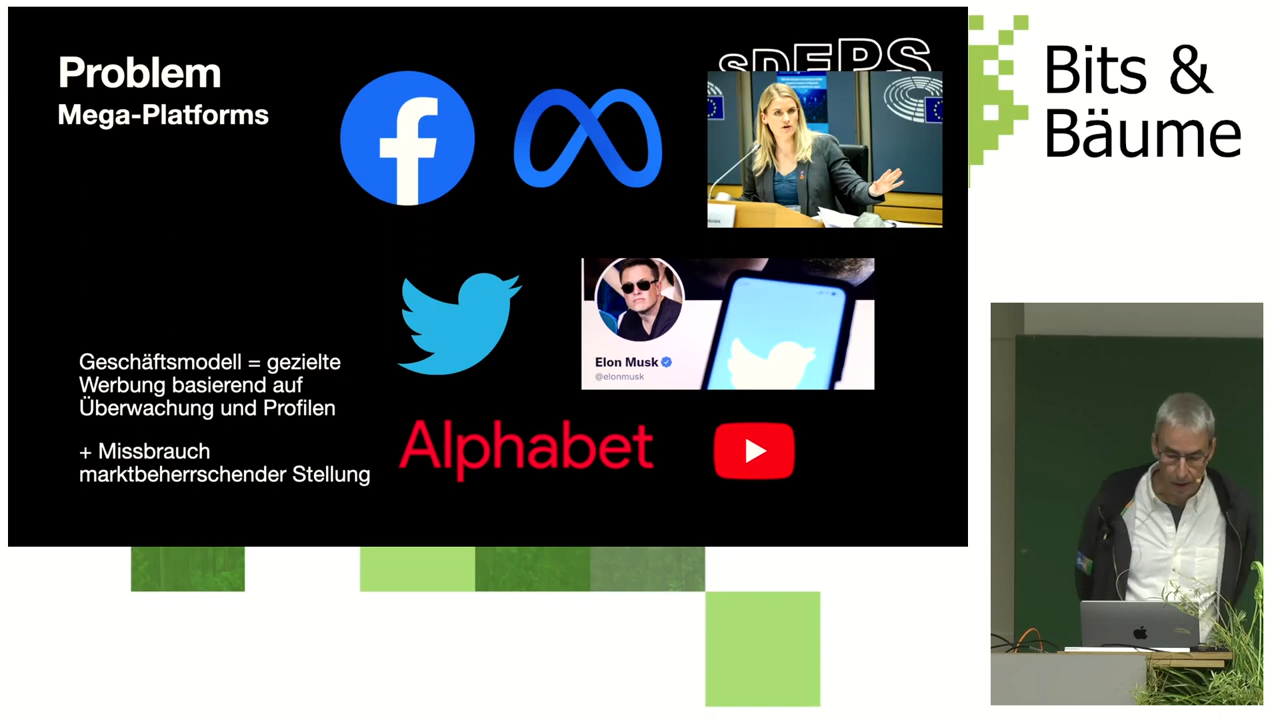 Problem
Mega-Platforms
sDEPS
Bits &
Bäume
Elon Musk
@elonmusk
Geschäftsmodell = gezielte
Werbung basierend auf
Überwachung und Profilen
+ Missbrauch
marktbeherrschender Stellung
Alphabet